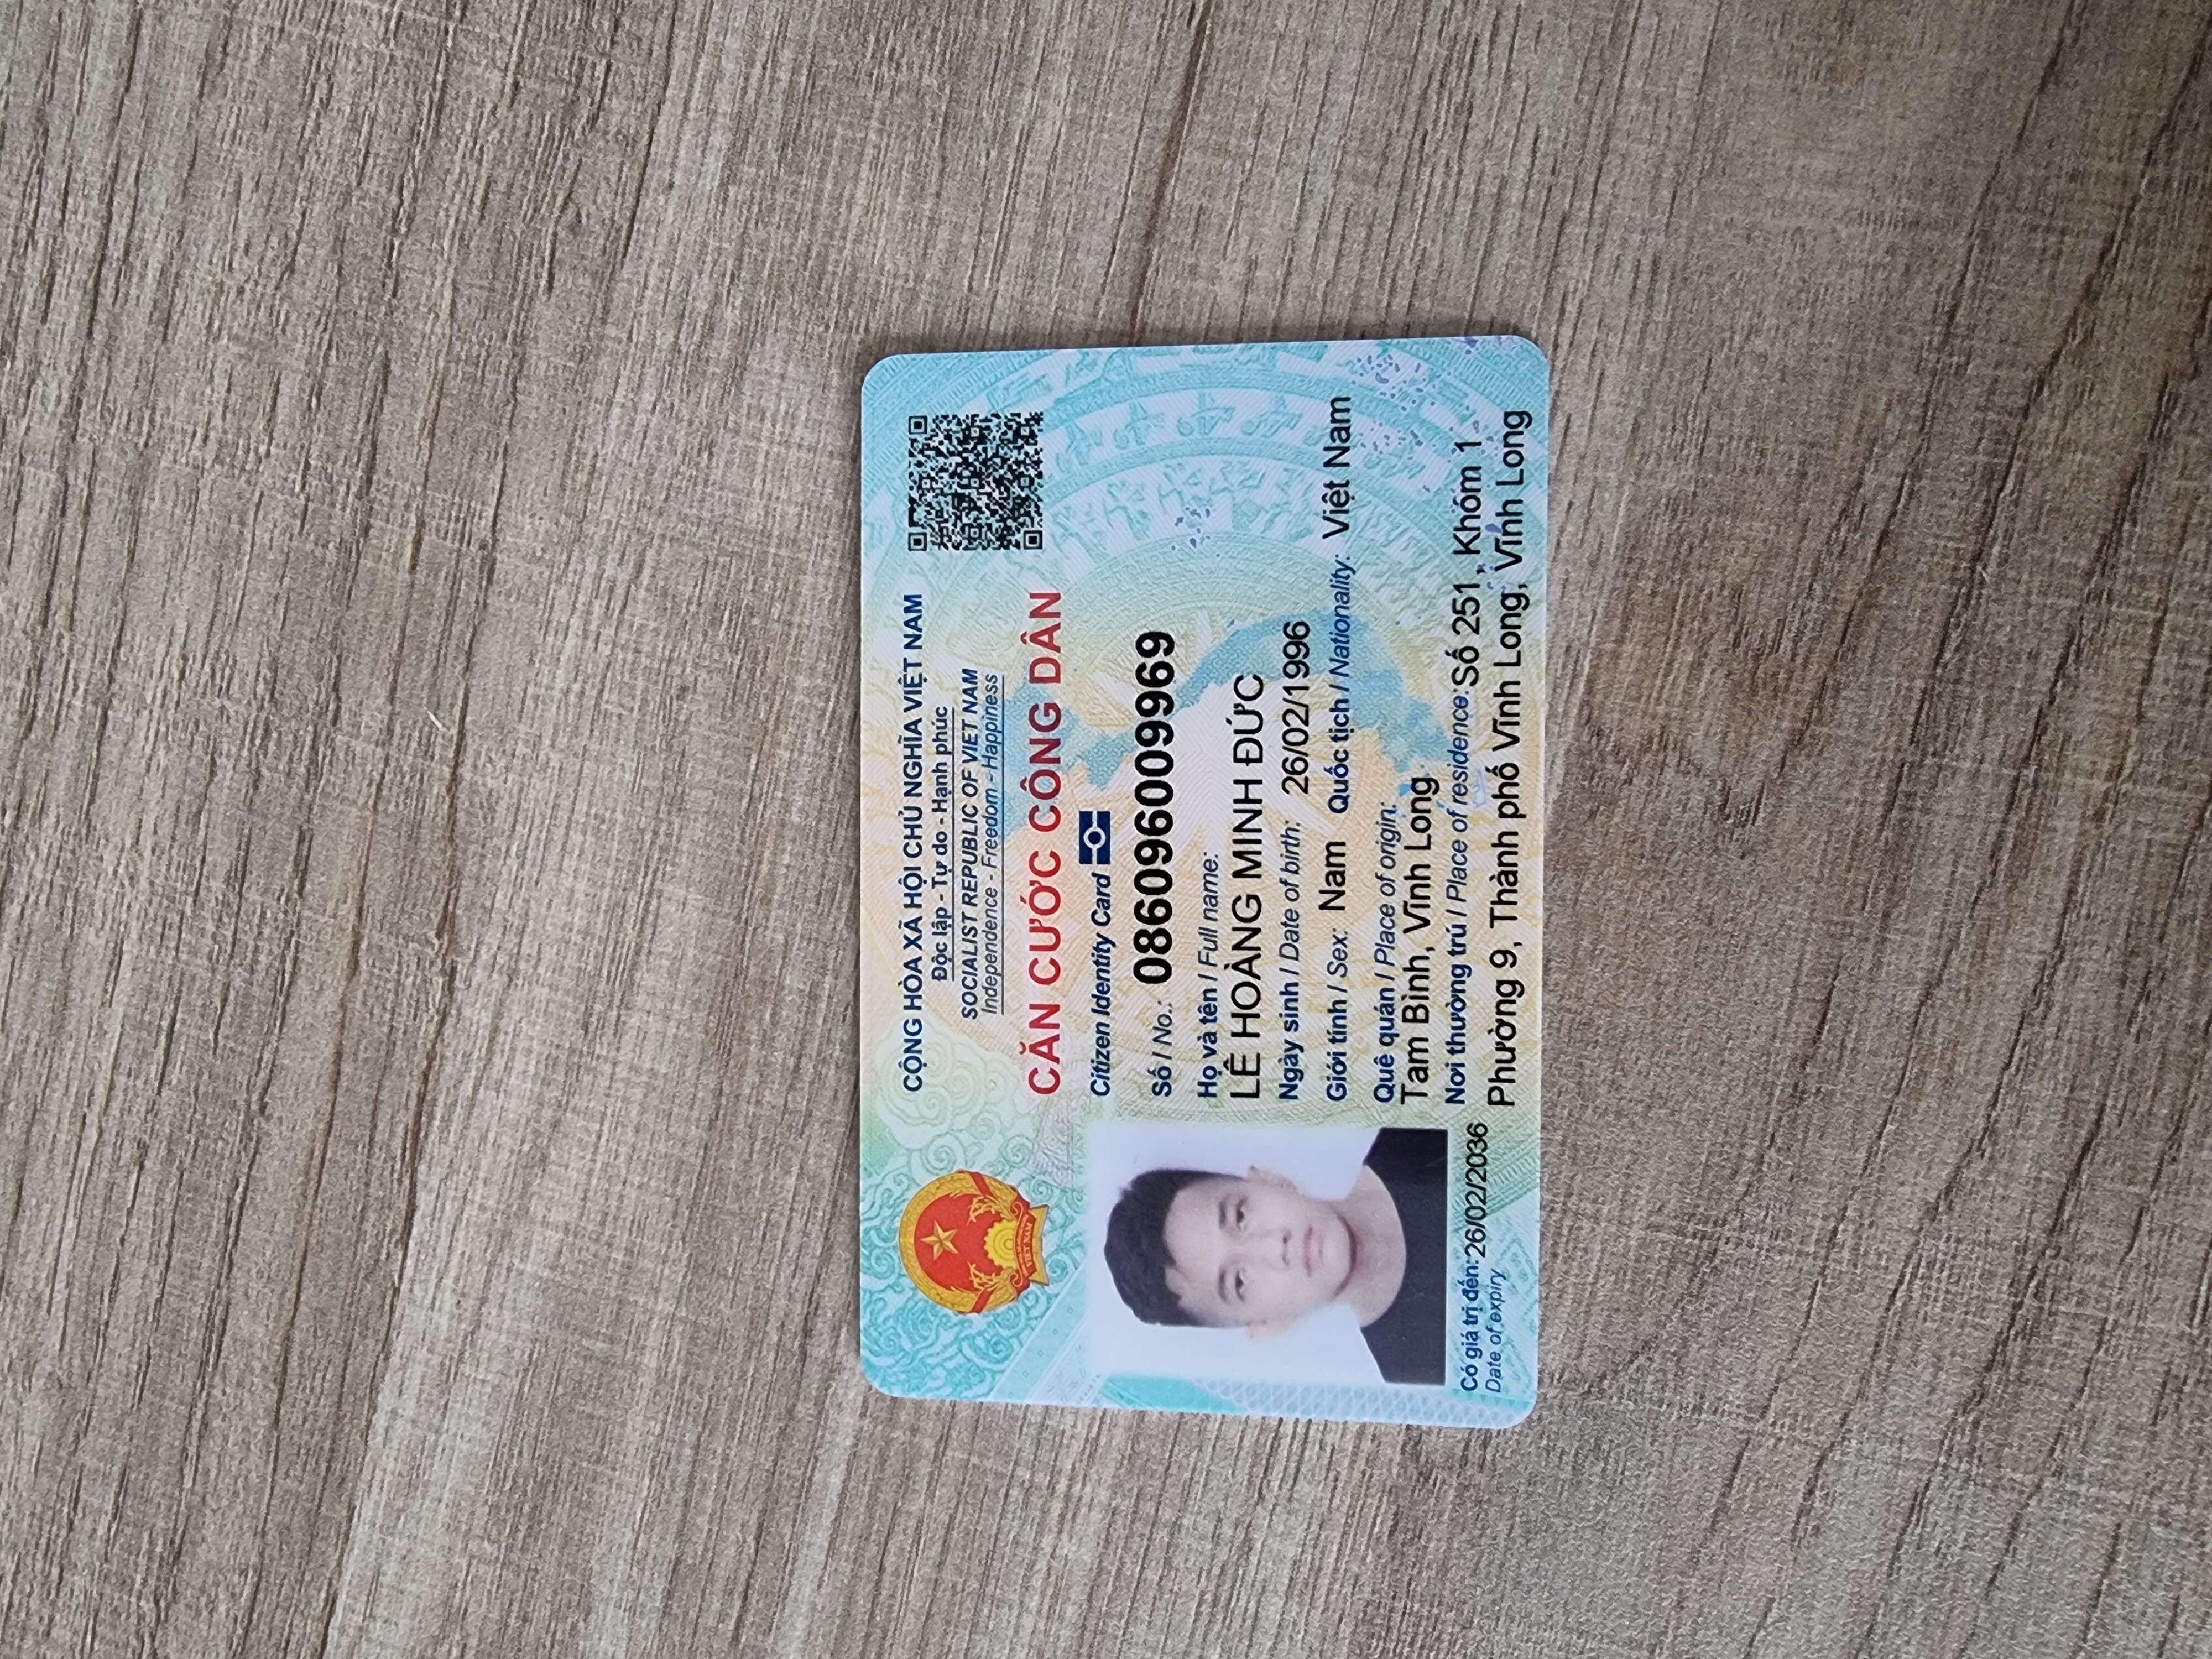 CỘNG HÒA XÃ HỘI CHỦ NGHĨA VIỆT NAM
Độc lập - Tự do - Hạnh phúc
SOCIALIST REPUBLIC OF VIET NAM
Independence - Freedom - Happiness
CĂN CƯỚC CÔNG DÂN
Citizen Identity Card
Số / No.: 086096009969
Họ và tên / Full name:
LÊ HOÀNG MINH ĐỨC
Ngày sinh / Date of birth: 26/02/1996
Giới tính / Sex: Nam Quốc tịch / Nationality: Việt Nam
Quê quán / Place of origin:
Tam Bình, Vĩnh Long
Nơi thường trú / Place of residence: Số 251, Khóm 1
Phường 9, Thành phố Vĩnh Long, Vĩnh Long
Có giá trị đến: 26/02/2036
Date of expiry